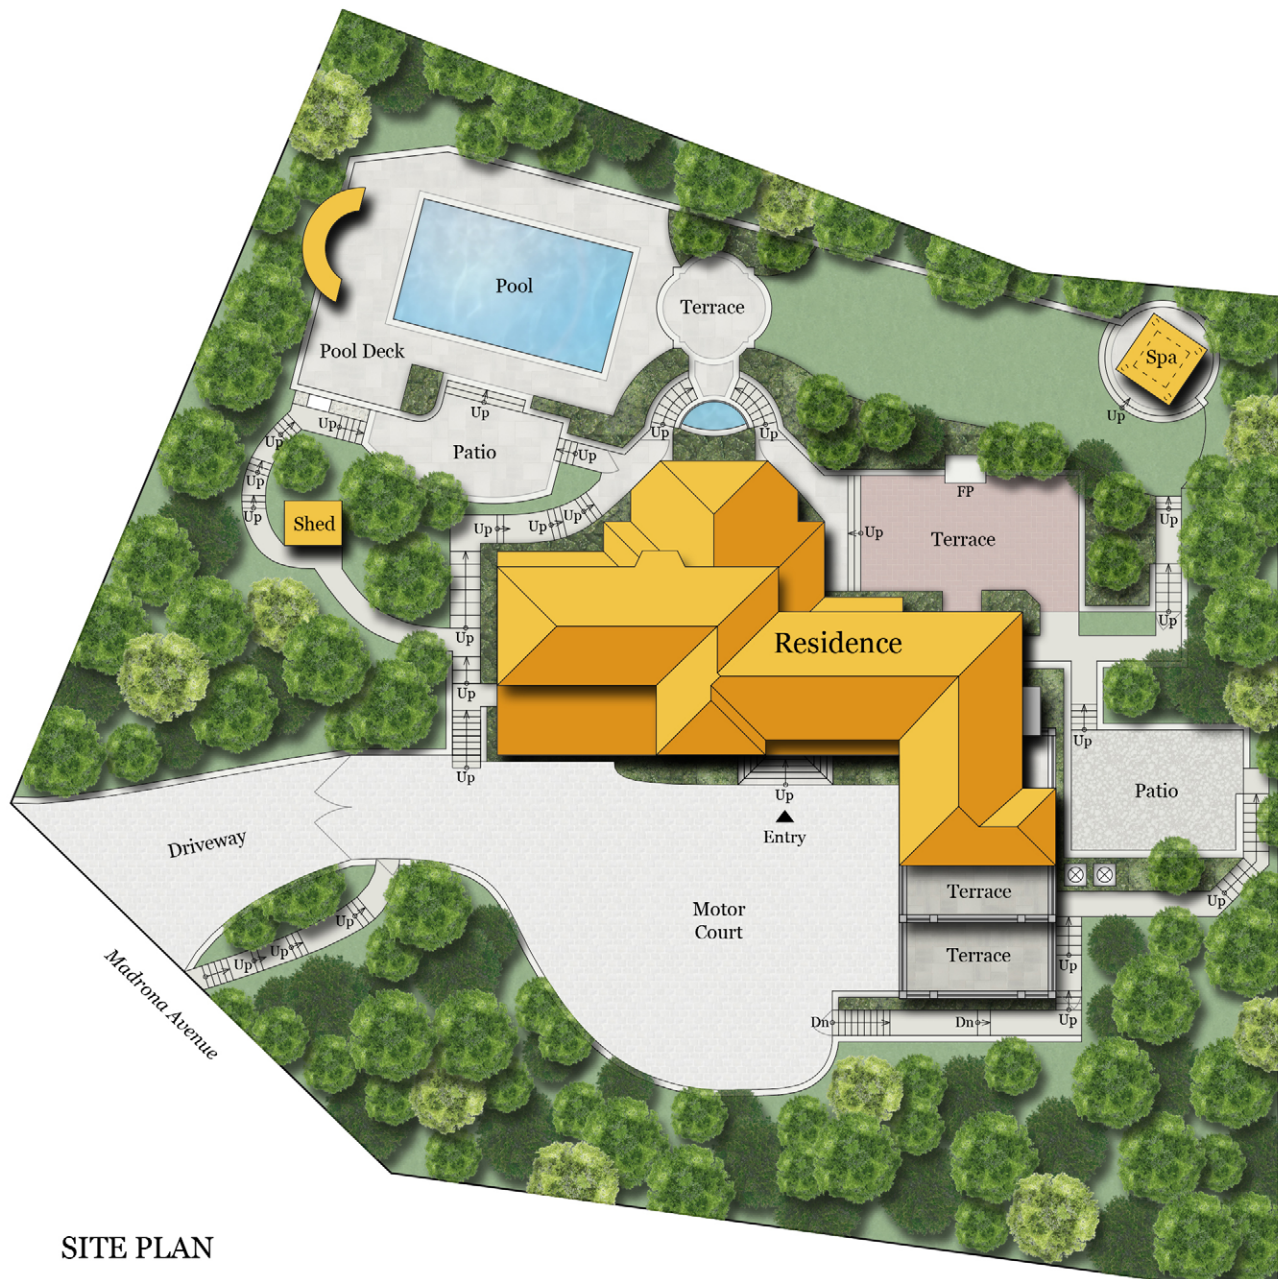 Pool
Terrace
Spa
Pool Deck
Up
Up
Up
Up
Up
Up
Patio
Up
FP
Up
Up
Up
Shed
Up
Up
Up
Up
Terrace
Up
Up
Up
Residence
Up
Up
Up
Up
Patio
Entry
Driveway
Terrace
Up
Motor
Court
Up
Terrace
Up
Up
Up
Madrona Avenue
Dn
Dn
Up
SITE PLAN